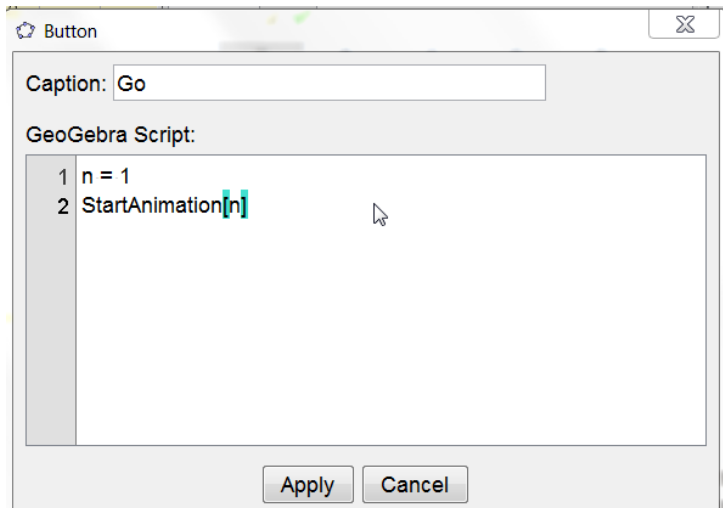 Button
Caption: Go
GeoGebra Script:
1 n = 1
2 StartAnimation[n]
Apply Cancel